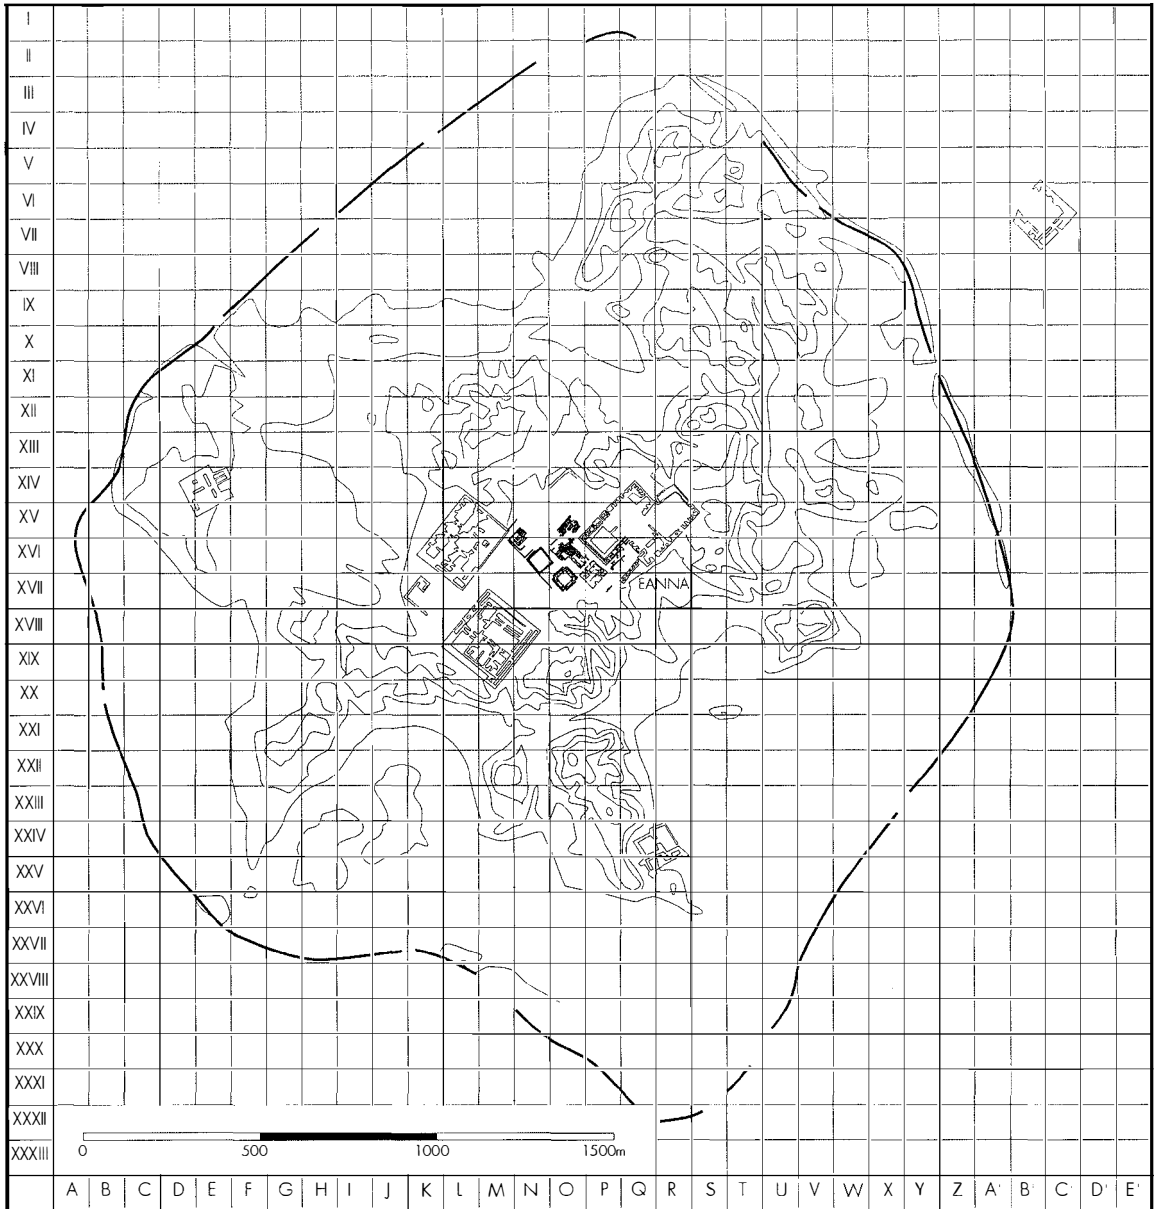 I
II
III
IV
V
VI
VII
VIII
IX
X
XI
XII
XIII
XIV
XV
XVI
XVII
EANNA
XVIII
XIX
XX
XXI
XXII
XXIII
XXIV
XXV
XXVI
XXVII
XXVIII
XXIX
XXX
XXXI
XXXII
XXXIII
0 500 1000 1500m
A B C D E F G H I J K L M N O P Q R S T U V W X Y Z A' B' C' D' E'